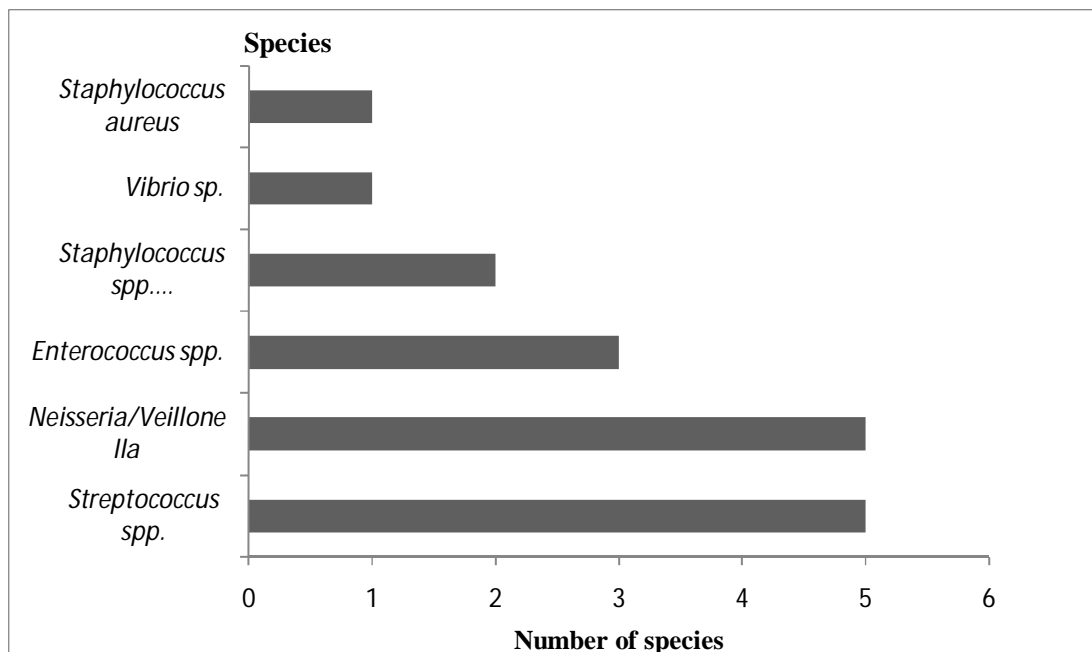 Species
Staphylococcus
aureus
Vibrio sp.
Staphylococcus
spp....
Enterococcus spp.
Neisseria/Veillone
lla
Streptococcus
spp.
0 1 2 3 4 5 6
Number of species